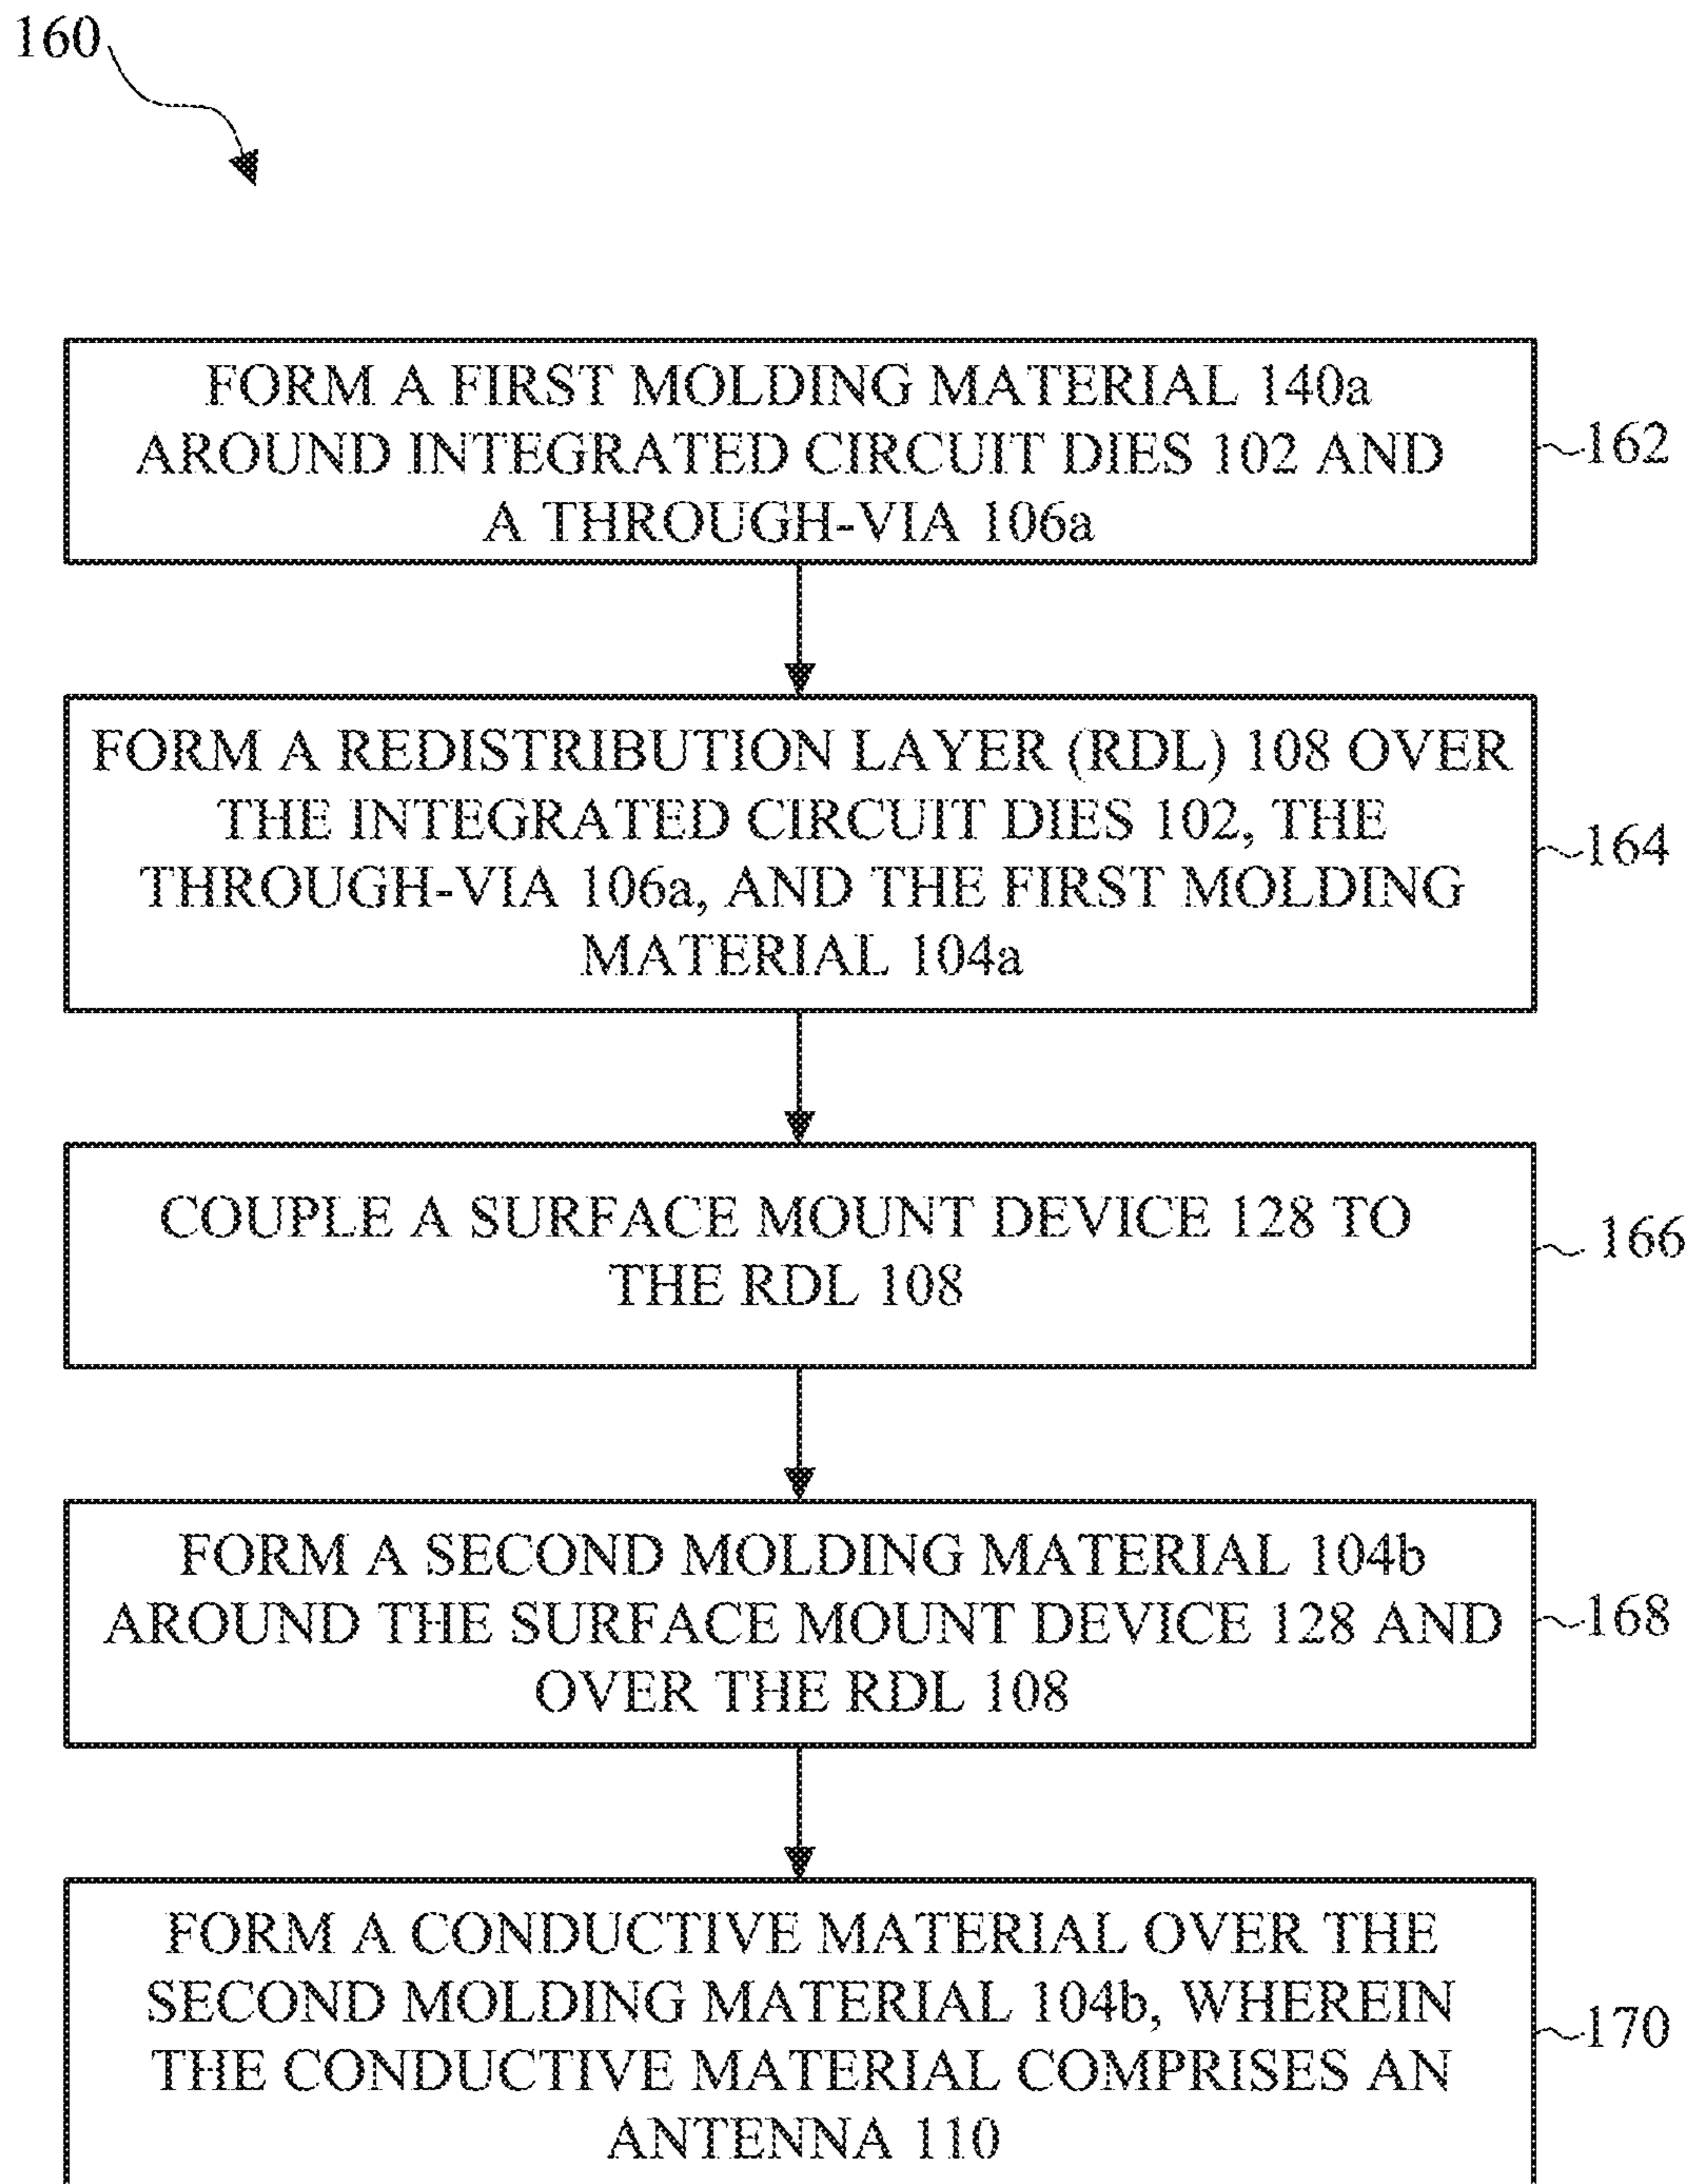 160
FORM A FIRST MOLDING MATERIAL 140a
AROUND INTEGRATED CIRCUIT DIES 102 AND
A THROUGH-VIA 106a
162
FORM A REDISTRIBUTION LAYER (RDL) 108 OVER
THE INTEGRATED CIRCUIT DIES 102, THE
THROUGH-VIA 106a, AND THE FIRST MOLDING
MATERIAL 104a
164
COUPLE A SURFACE MOUNT DEVICE 128 TO
THE RDL 108
166
FORM A SECOND MOLDING MATERIAL 104b
AROUND THE SURFACE MOUNT DEVICE 128 AND
OVER THE RDL 108
168
FORM A CONDUCTIVE MATERIAL OVER THE
SECOND MOLDING MATERIAL 104b, WHEREIN
THE CONDUCTIVE MATERIAL COMPRISES AN
ANTENNA 110
170